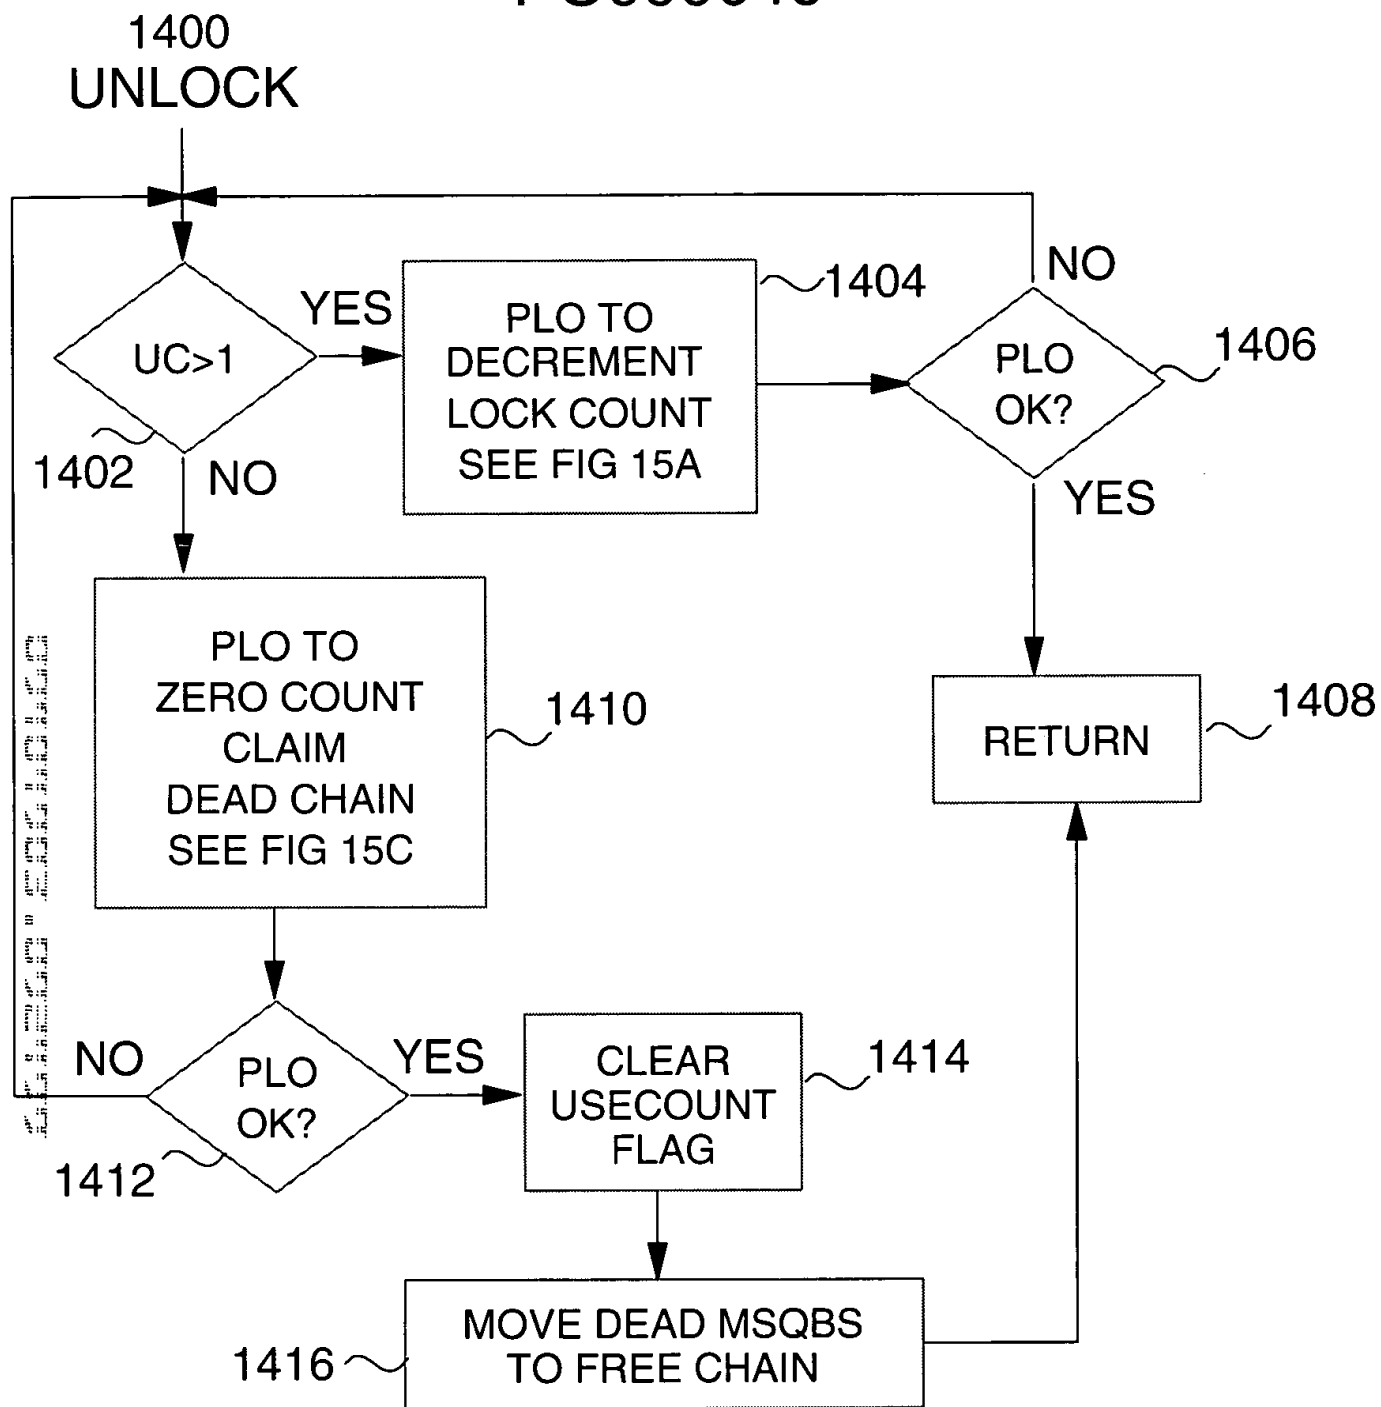 1400
UNLOCK
UC>1
1402
YES
NO
PLO TO
DECREMENT
LOCK COUNT
SEE FIG 15A
1404
PLO
OK?
1406
NO
YES
RETURN
1408
PLO TO
ZERO COUNT
CLAIM
DEAD CHAIN
SEE FIG 15C
1410
PLO
OK?
1412
NO
YES
CLEAR
USECOUNT
FLAG
1414
MOVE DEAD MSQBS
TO FREE CHAIN
1416